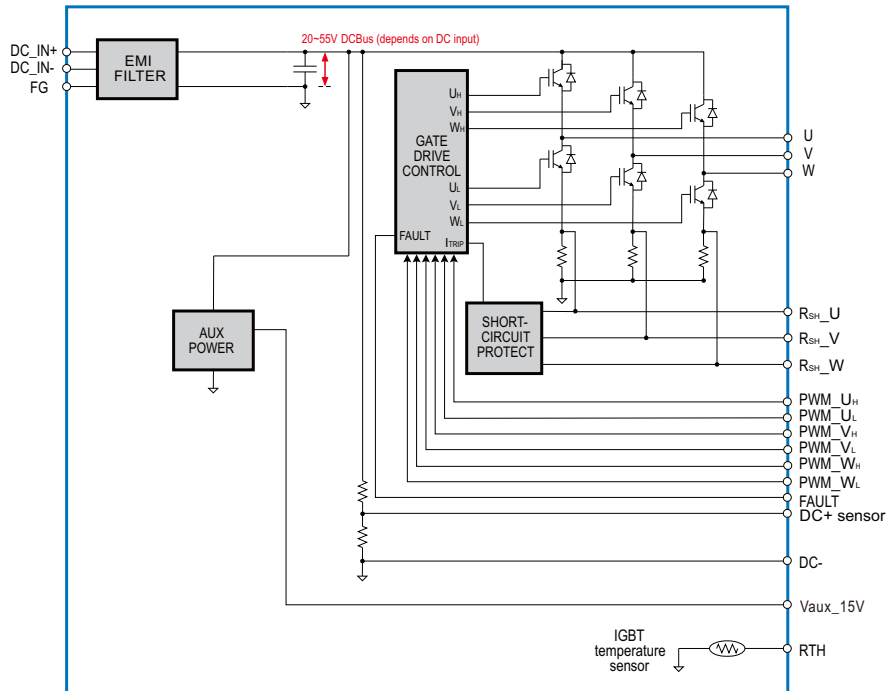 20~55V DCBus (depends on DC input)
DC_IN+
DC_IN-
FG
EMI
FILTER
GATE
DRIVE
CONTROL
UH
VH
WH
UL
VL
WL
FAULT
ITRIP
U
V
W
AUX
POWER
SHORT-
CIRCUIT
PROTECT
RSH_U
RSH_V
RSH_W
PWM_UH
PWM_UL
PWM_VH
PWM_VL
PWM_WH
PWM_WL
FAULT
DC+ sensor
DC-
Vaux_15V
IGBT
temperature
sensor
RTH